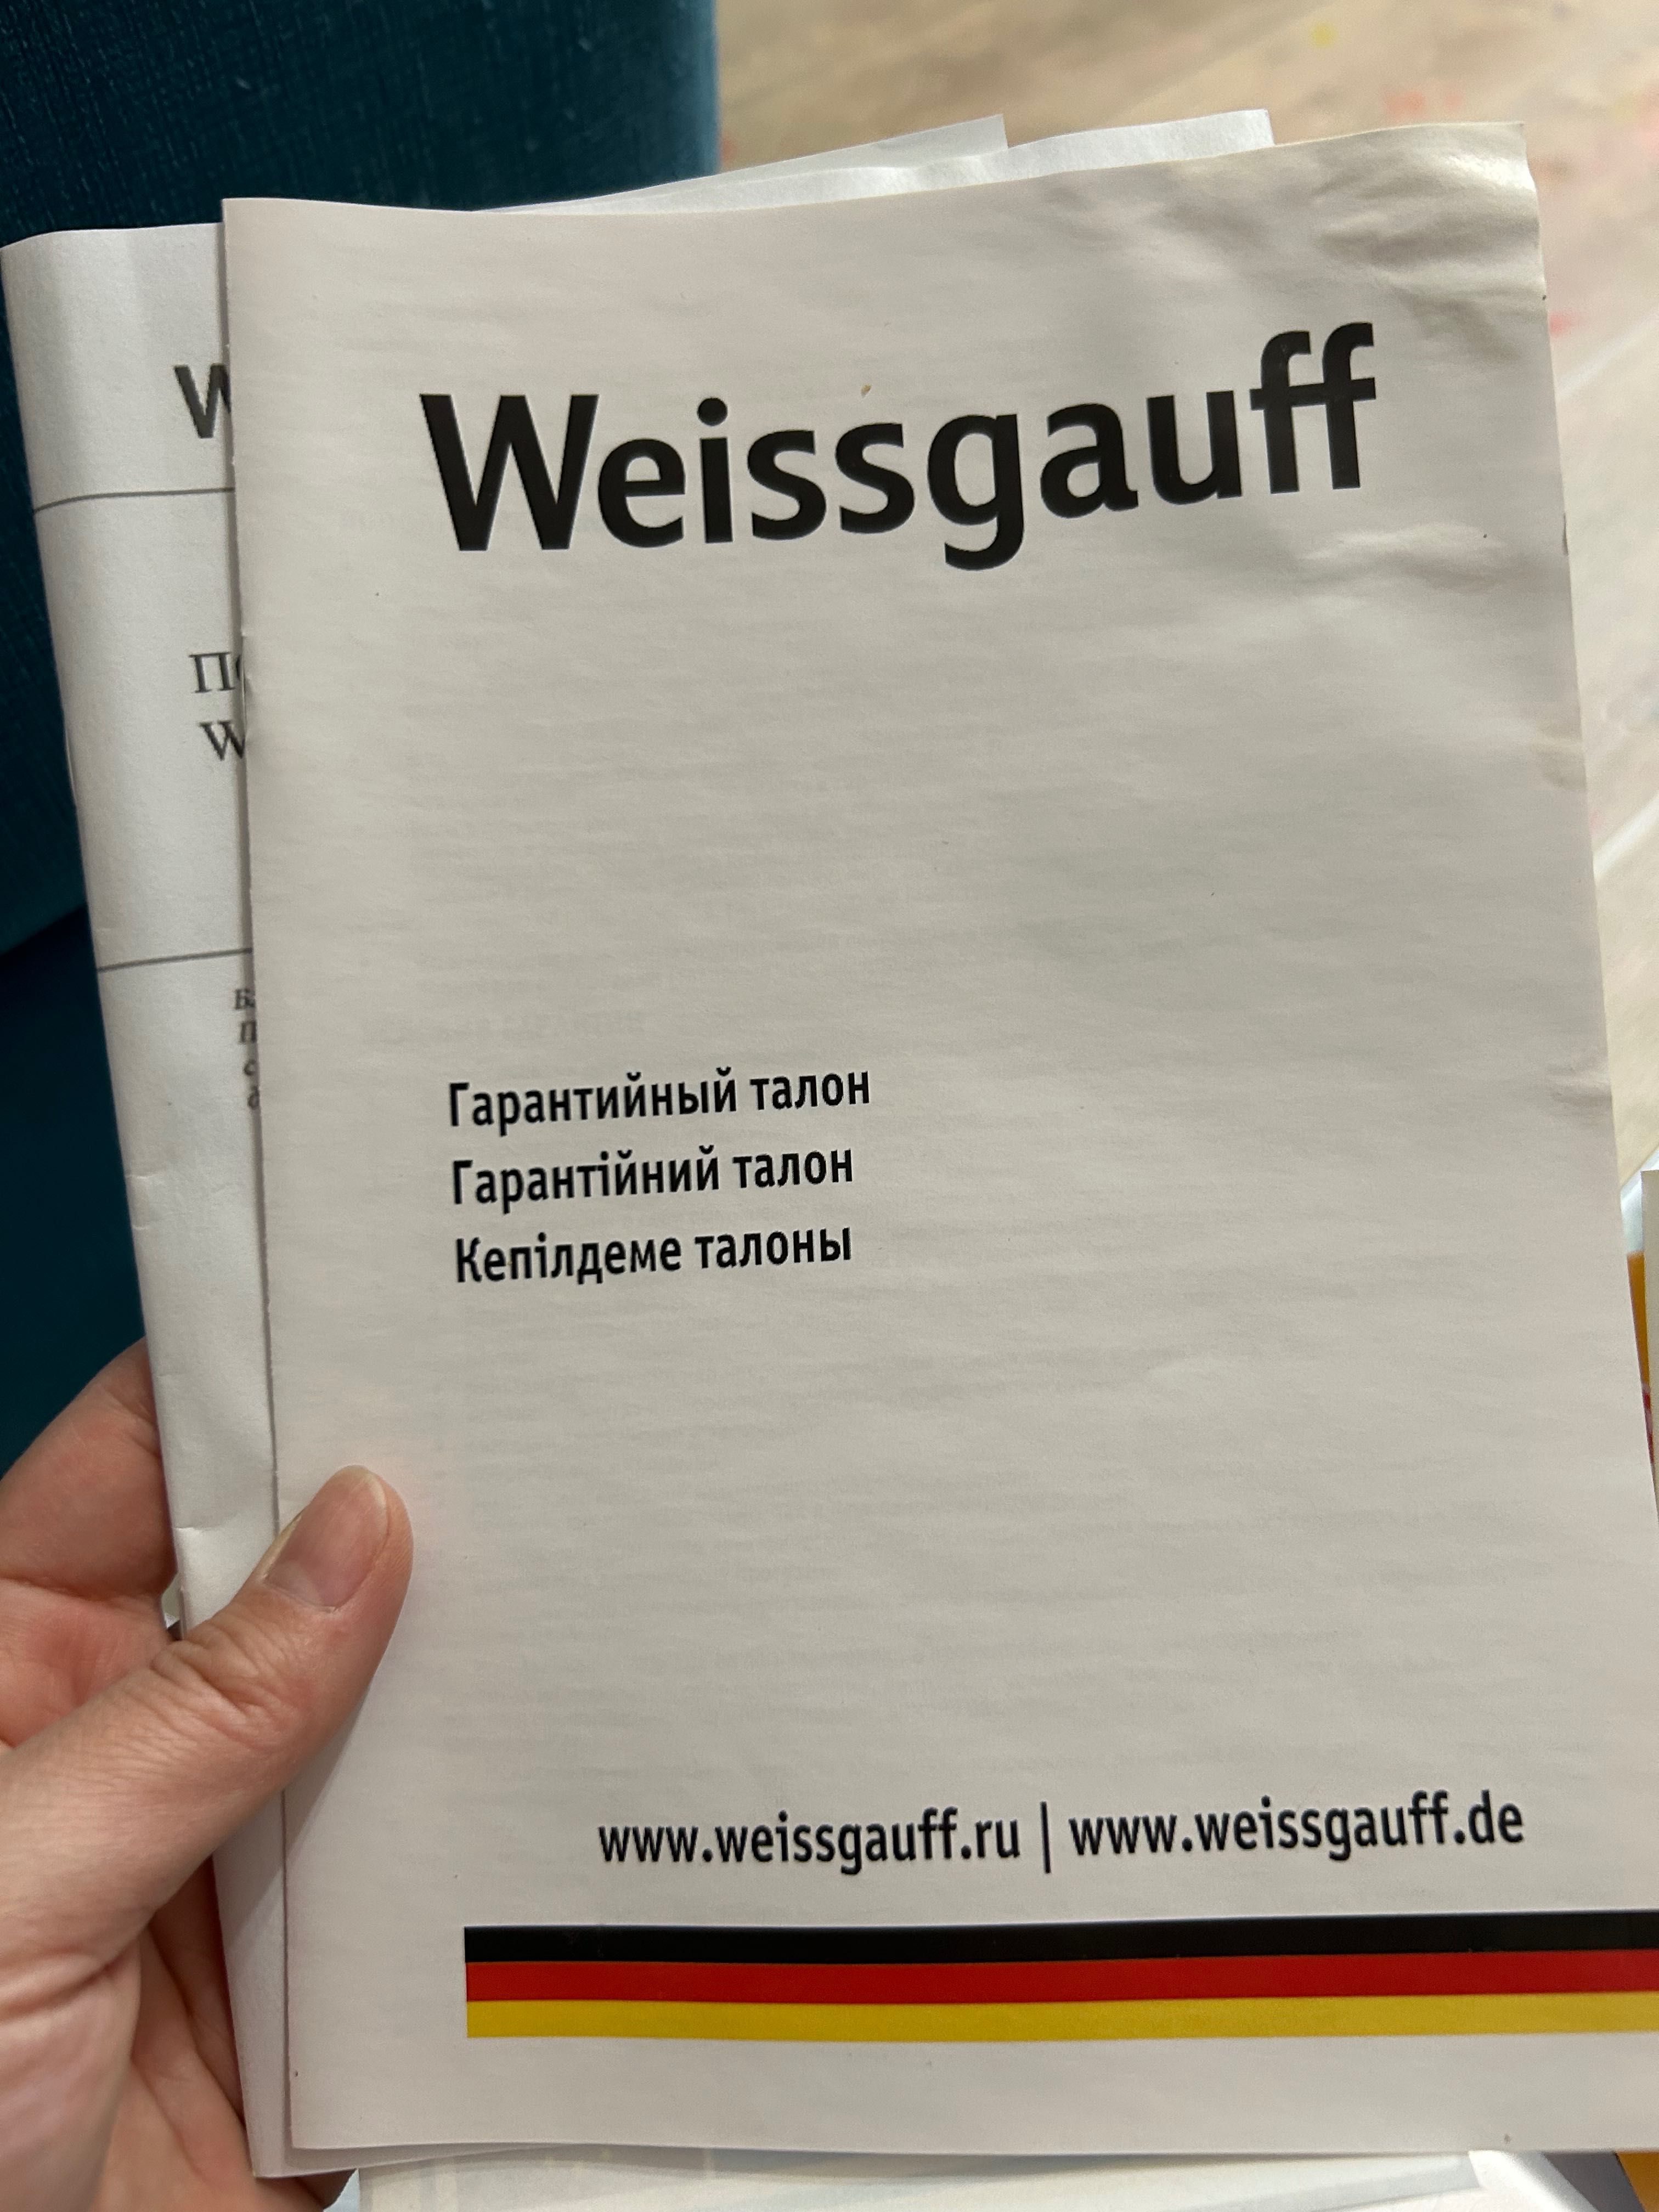 Weissgauff
Гарантийный талон
Гарантійний талон
Кепілдеме талоны
www.weissgauff.ru | www.weissgauff.de